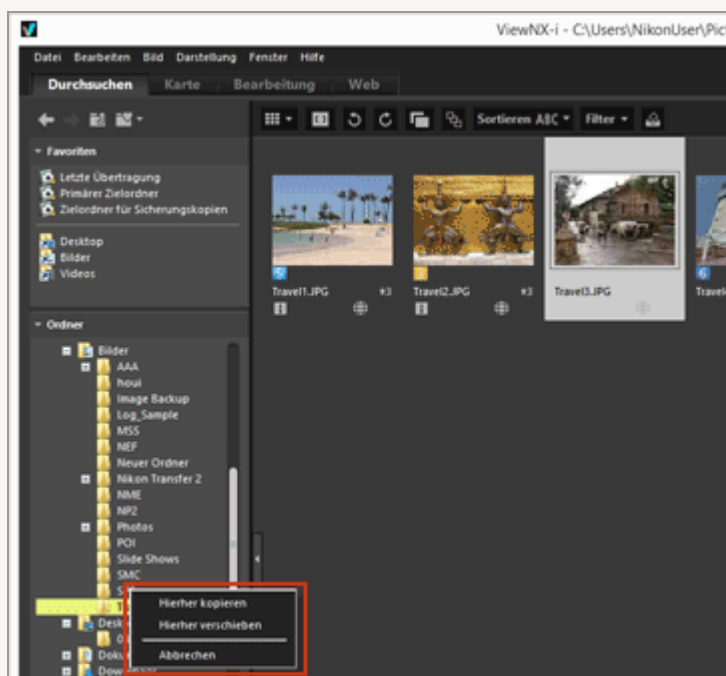 ViewNX-i - C:\Users\NikonUser\Pic
Datei Bearbeiten Bild Darstellung Fenster Hilfe
Durchsuchen Karte Bearbeitung Web
Sortieren ABC Filter
Favoriten
Letzte Übertragung
Primärer Zielordner
Zielordner für Sicherungskopien
Desktop
Bilder
Videos
Travel1.JPG
Travel2.JPG
Travel3.JPG
Travel
Ordner
Bilder
AAA
houi
Image Backup
Log_Sample
MSS
NEF
Neuer Ordner
Nikon Transfer 2
NME
NP2
Photos
POI
Slide Shows
SMC
Hierher kopieren
Hierher verschieben
Abbrechen
Desk
Doku